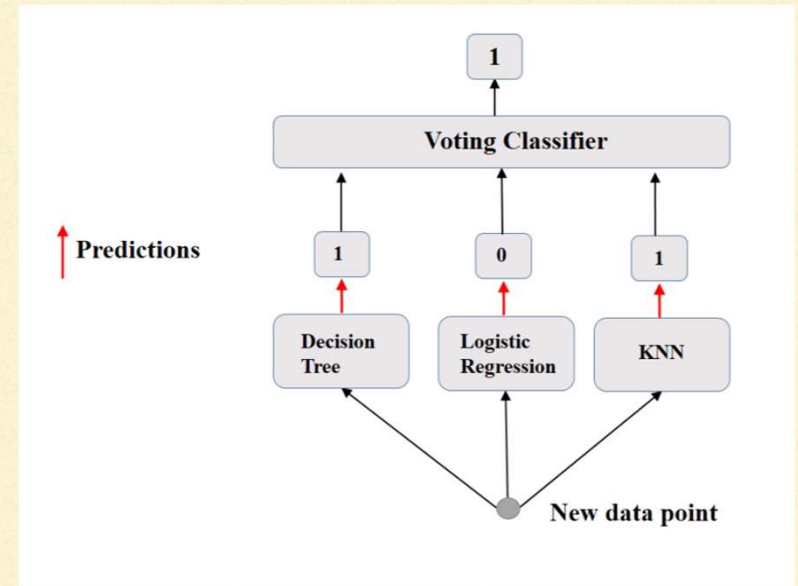 1
Voting Classifier
Predictions
1
0
1
Decision
Tree
Logistic
Regression
KNN
New data point